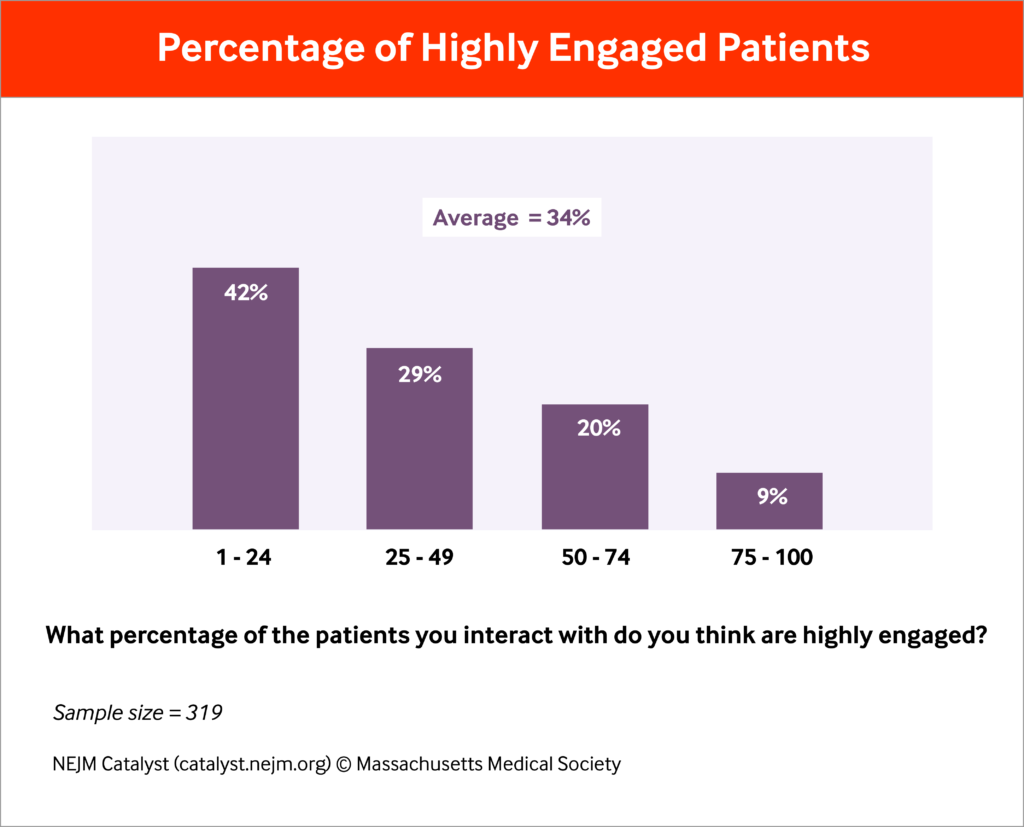 Percentage of Highly Engaged Patients
Average = 34%
42%
29%
20%
9%
1 - 24
25 - 49
50 - 74
75 - 100
What percentage of the patients you interact with do you think are highly engaged?
Sample size = 319
NEJM Catalyst (catalyst.nejm.org) © Massachusetts Medical Society